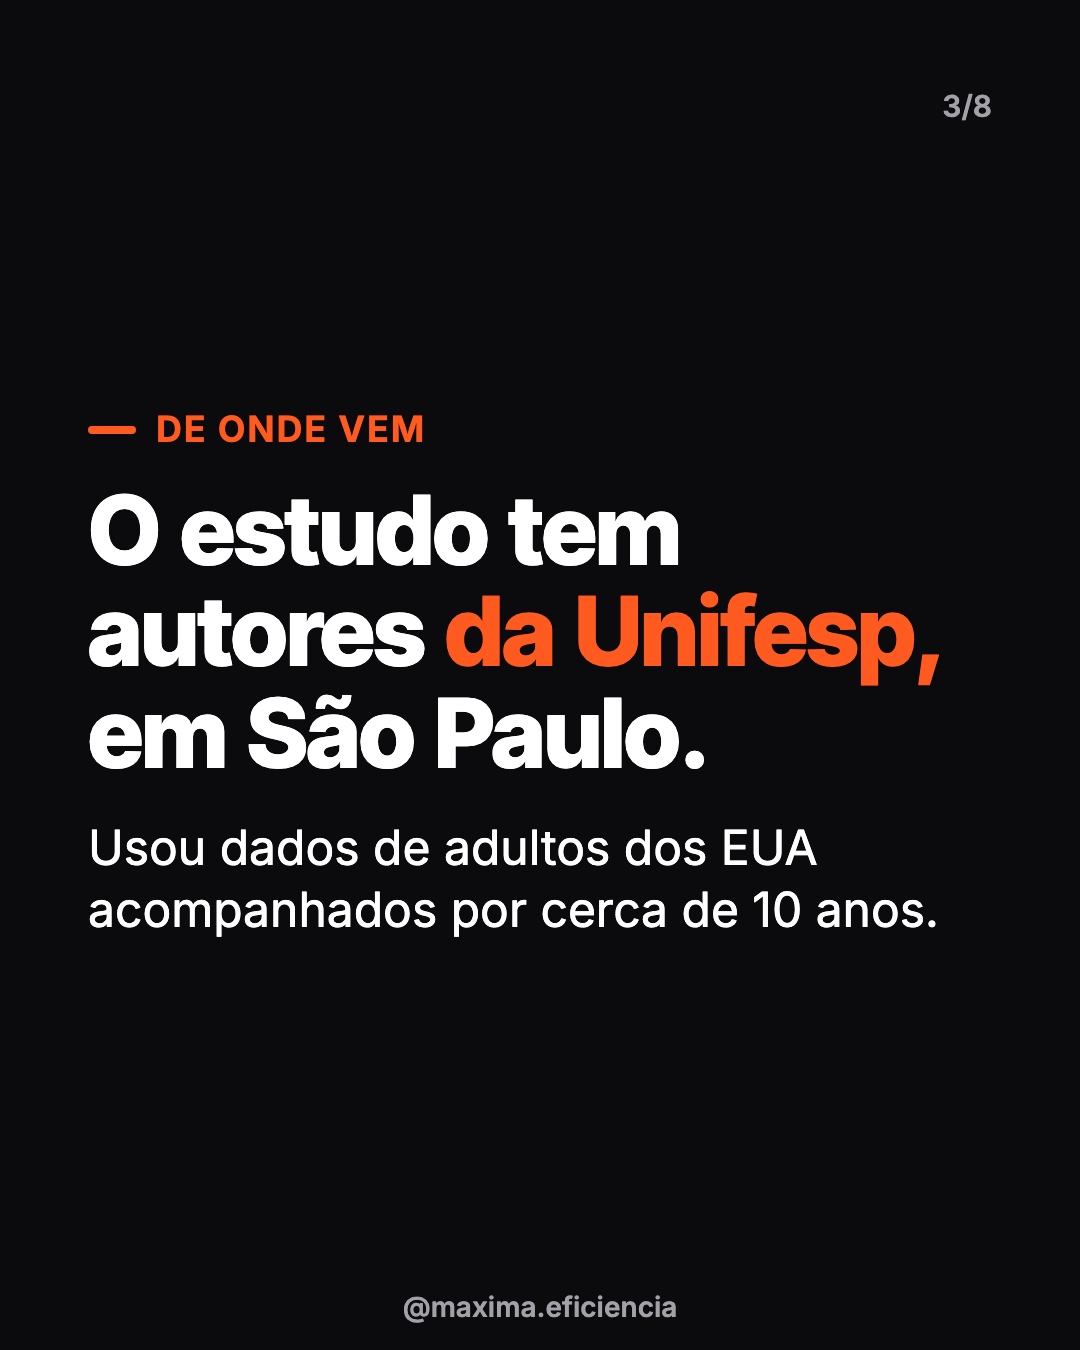 3/8
DE ONDE VEM
O estudo tem
autores da Unifesp,
em São Paulo.
Usou dados de adultos dos EUA
acompanhados por cerca de 10 anos.
@maxima.eficiencia